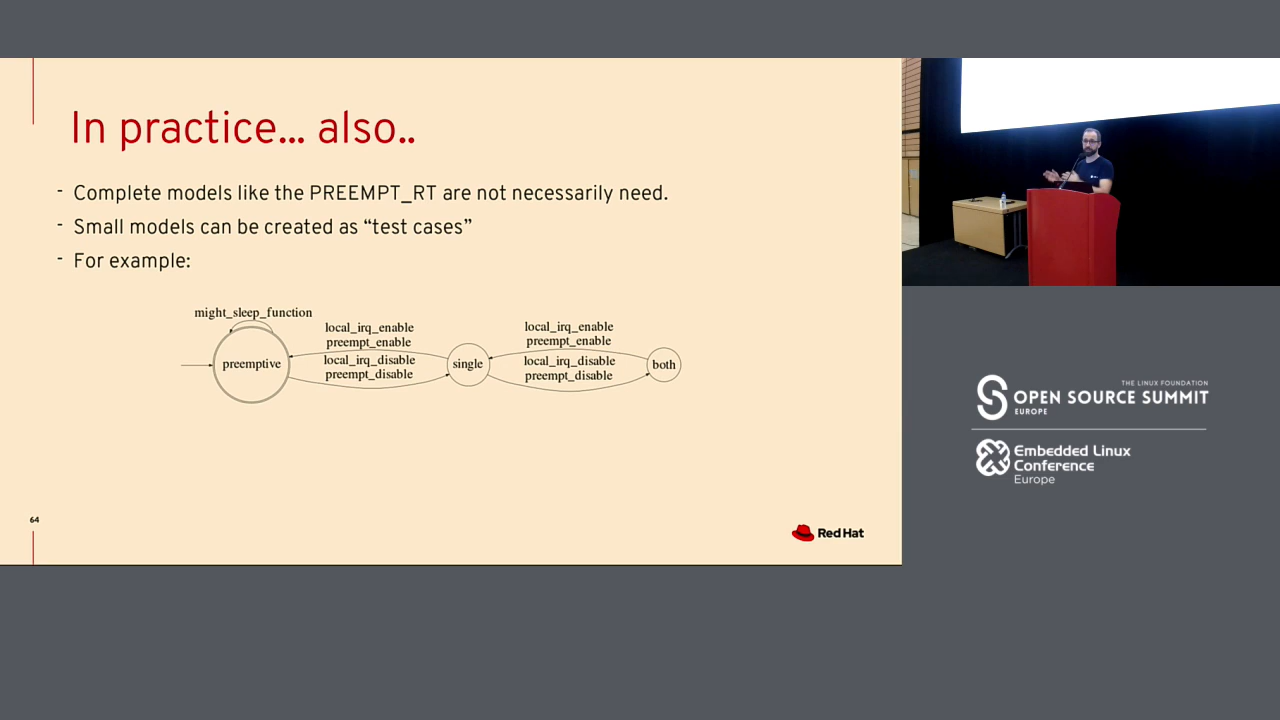 In practice... also..
- Complete models like the PREEMPT_RT are not necessarily need.
- Small models can be created as “test cases”
- For example:
might_sleep_function
local_irq_enable
preempt_enable
local_irq_disable
preempt_disable
local_irq_enable
preempt_enable
local_irq_disable
preempt_disable
preemptive
single
both
64
Red Hat
THE LINUX FOUNDATION
OPEN SOURCE SUMMIT
EUROPE
Embedded Linux
Conference
Europe